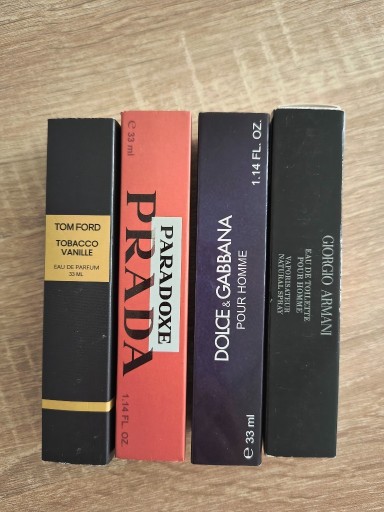 TOM FORD
TOBACCO
VANILLE
EAU DE PARFUM
33 ML
℮ 33 ml
PARADOXE
PRADA
1.14 FL. OZ.
1.14 FL. OZ.
DOLCE & GABBANA
POUR HOMME
℮ 33 ml
GIORGIO ARMANI
EAU DE TOILETTE
POUR HOMME
VAPORISATEUR
NATURAL SPRAY